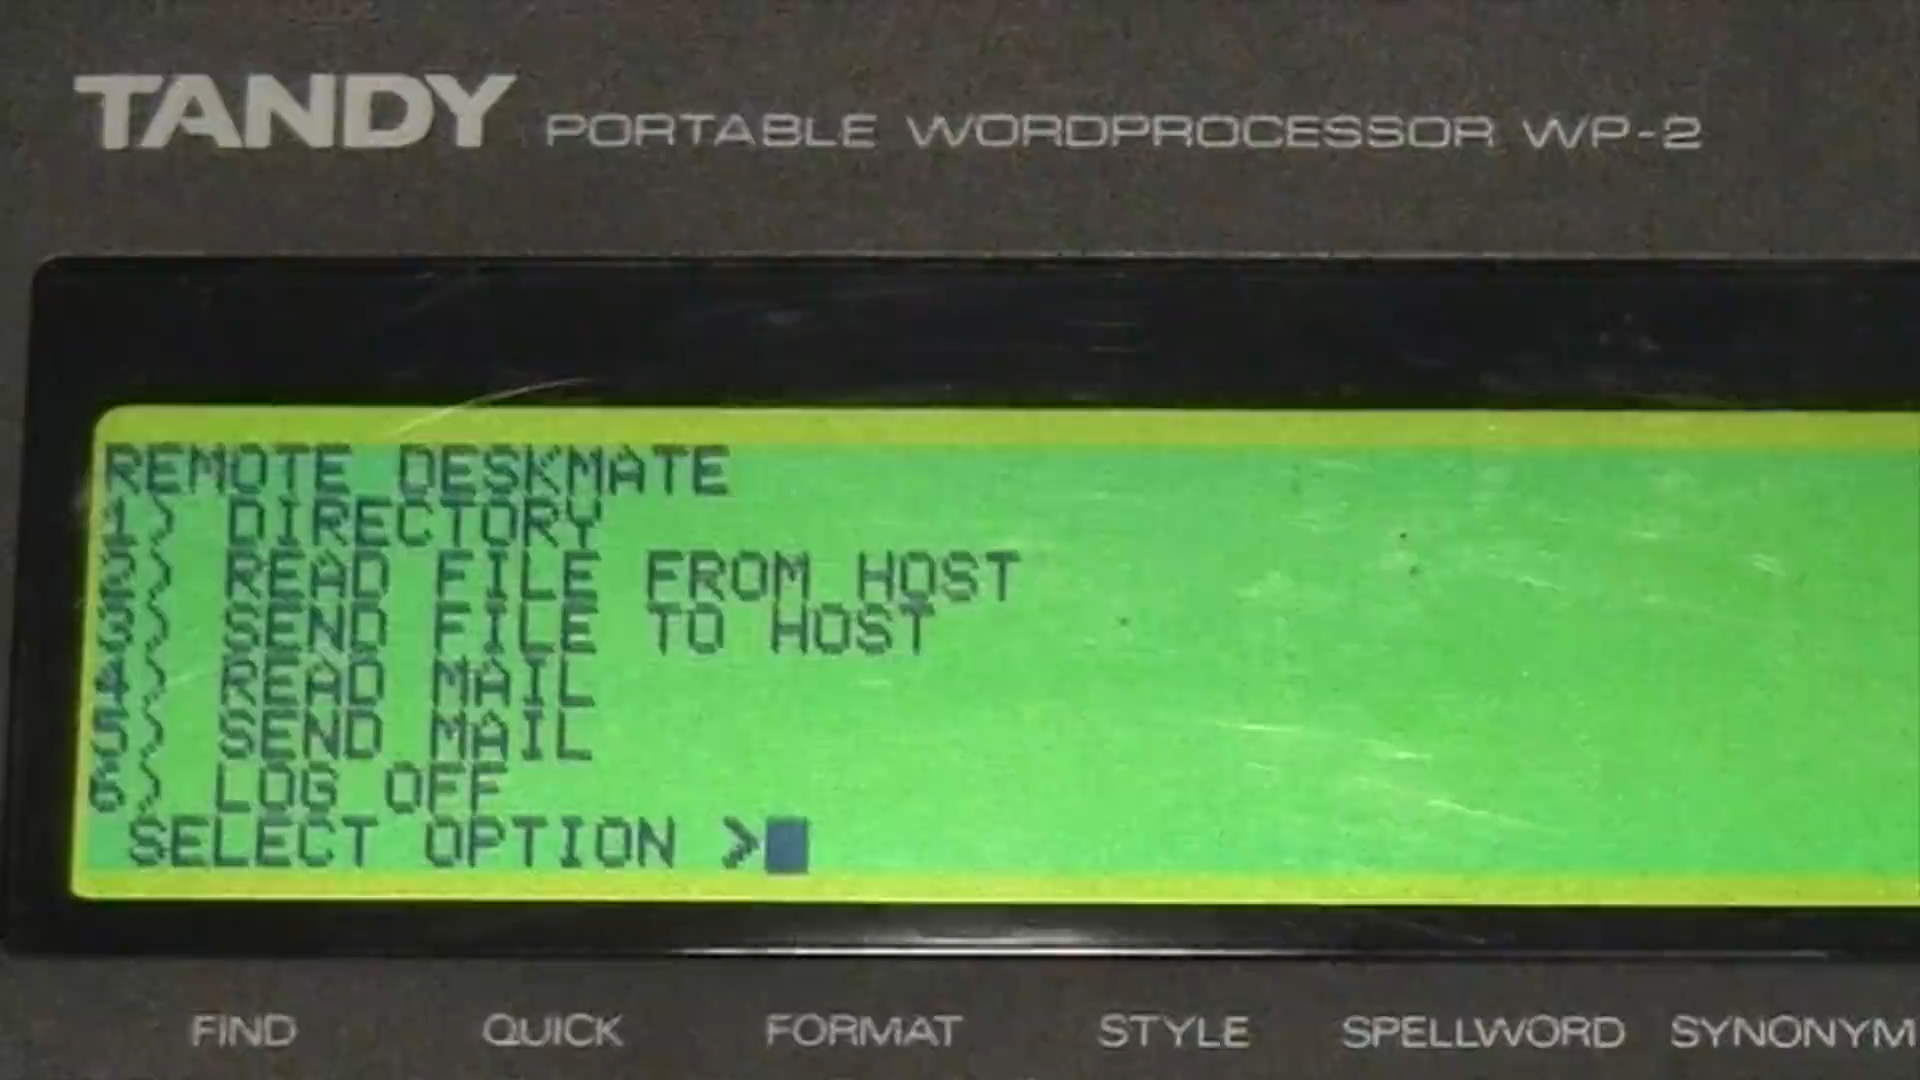 TANDY PORTABLE WORDPROCESSOR WP-2
REMOTE DESKMATE
1> DIRECTORY
2> READ FILE FROM HOST
3> SEND FILE TO HOST
4> READ MAIL
5> SEND MAIL
6> LOG OFF
SELECT OPTION >
FIND QUICK FORMAT STYLE SPELLWORD SYNONYM